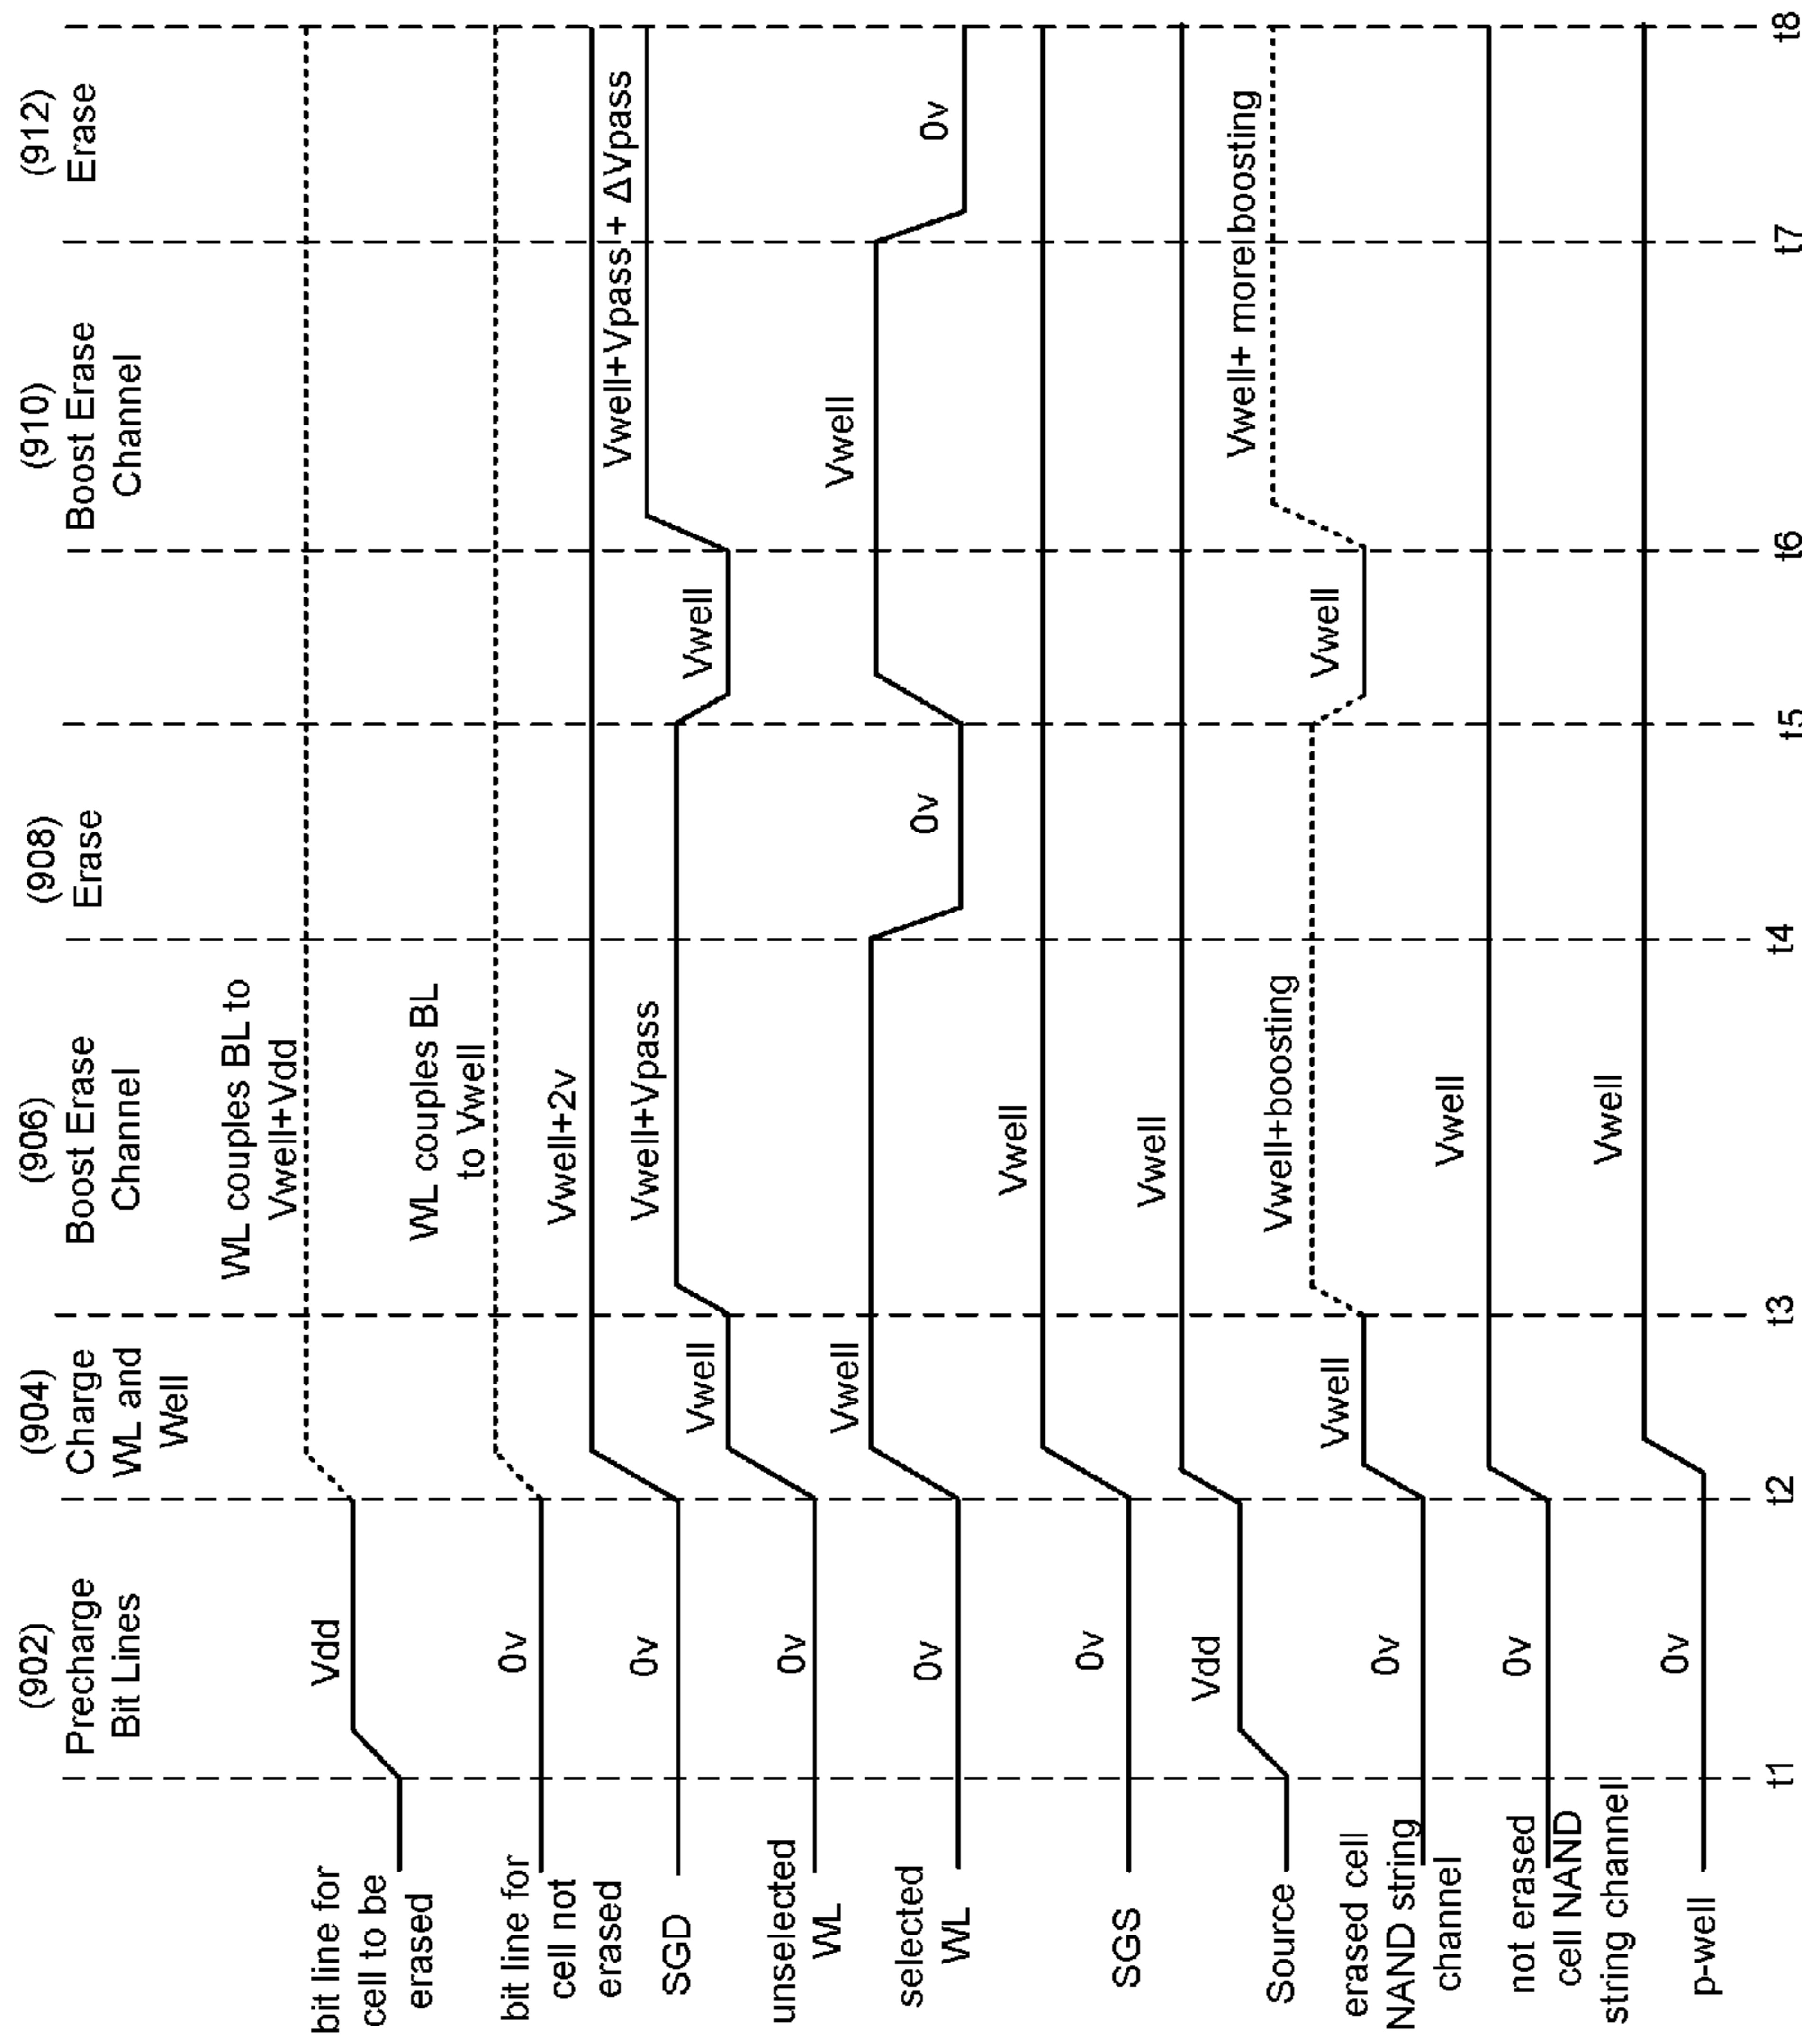 (902)
Precharge
Bit Lines
(904)
Charge
WL and
Well
(906)
Boost Erase
Channel
(908)
Erase
(910)
Boost Erase
Channel
(912)
Erase
bit line for
cell to be
erased
Vdd
WL couples BL to
Vwell+Vdd
bit line for
cell not
erased
0v
WL couples BL
to Vwell
SGD
0v
Vwell+2v
unselected
WL
0v
Vwell
Vwell+Vpass
Vwell
Vwell+Vpass + ΔVpass
selected
WL
0v
Vwell
0v
Vwell
0v
SGS
0v
Vwell
Source
Vdd
Vwell
erased cell
NAND string
channel
0v
Vwell
Vwell+boosting
Vwell
Vwell+ more boosting
not erased
cell NAND
string channel
0v
Vwell
p-well
0v
Vwell
t1
t2
t3
t4
t5
t6
t7
t8